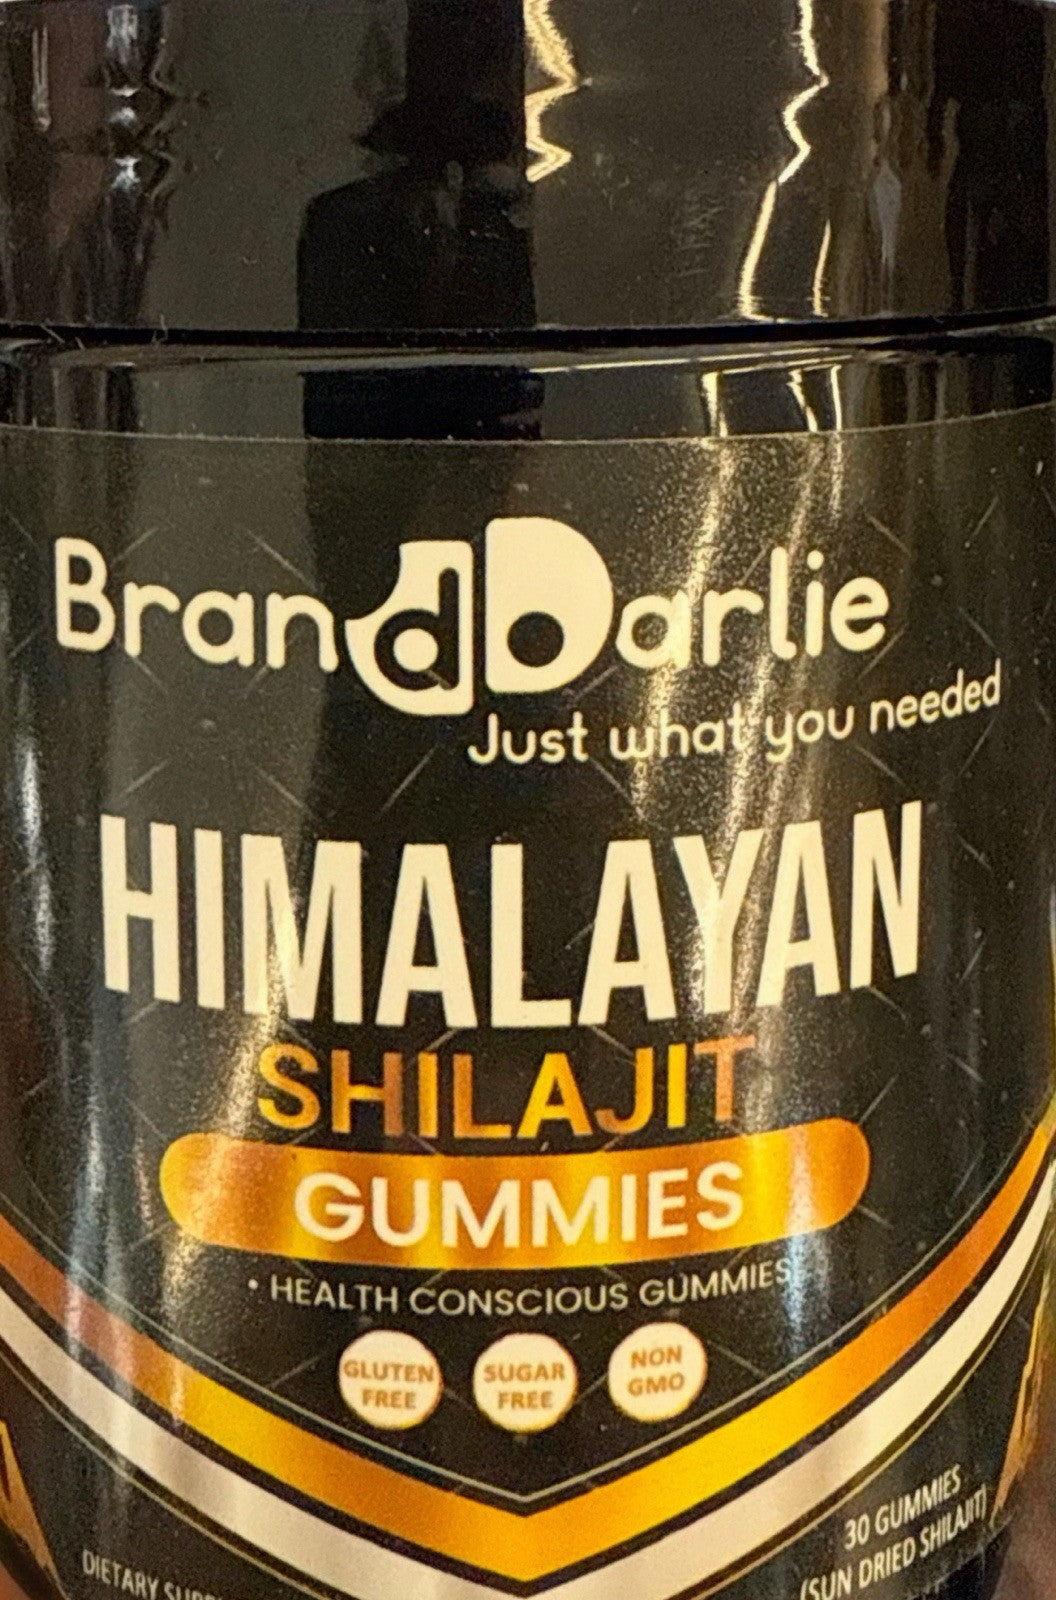 BrandDarlie
Just what you needed
HIMALAYAN
SHILAJIT
GUMMIES
• HEALTH CONSCIOUS GUMMIES
GLUTEN
FREE
SUGAR
FREE
NON
GMO
30 GUMMIES
(SUN DRIED SHILAJIT)
DIETARY